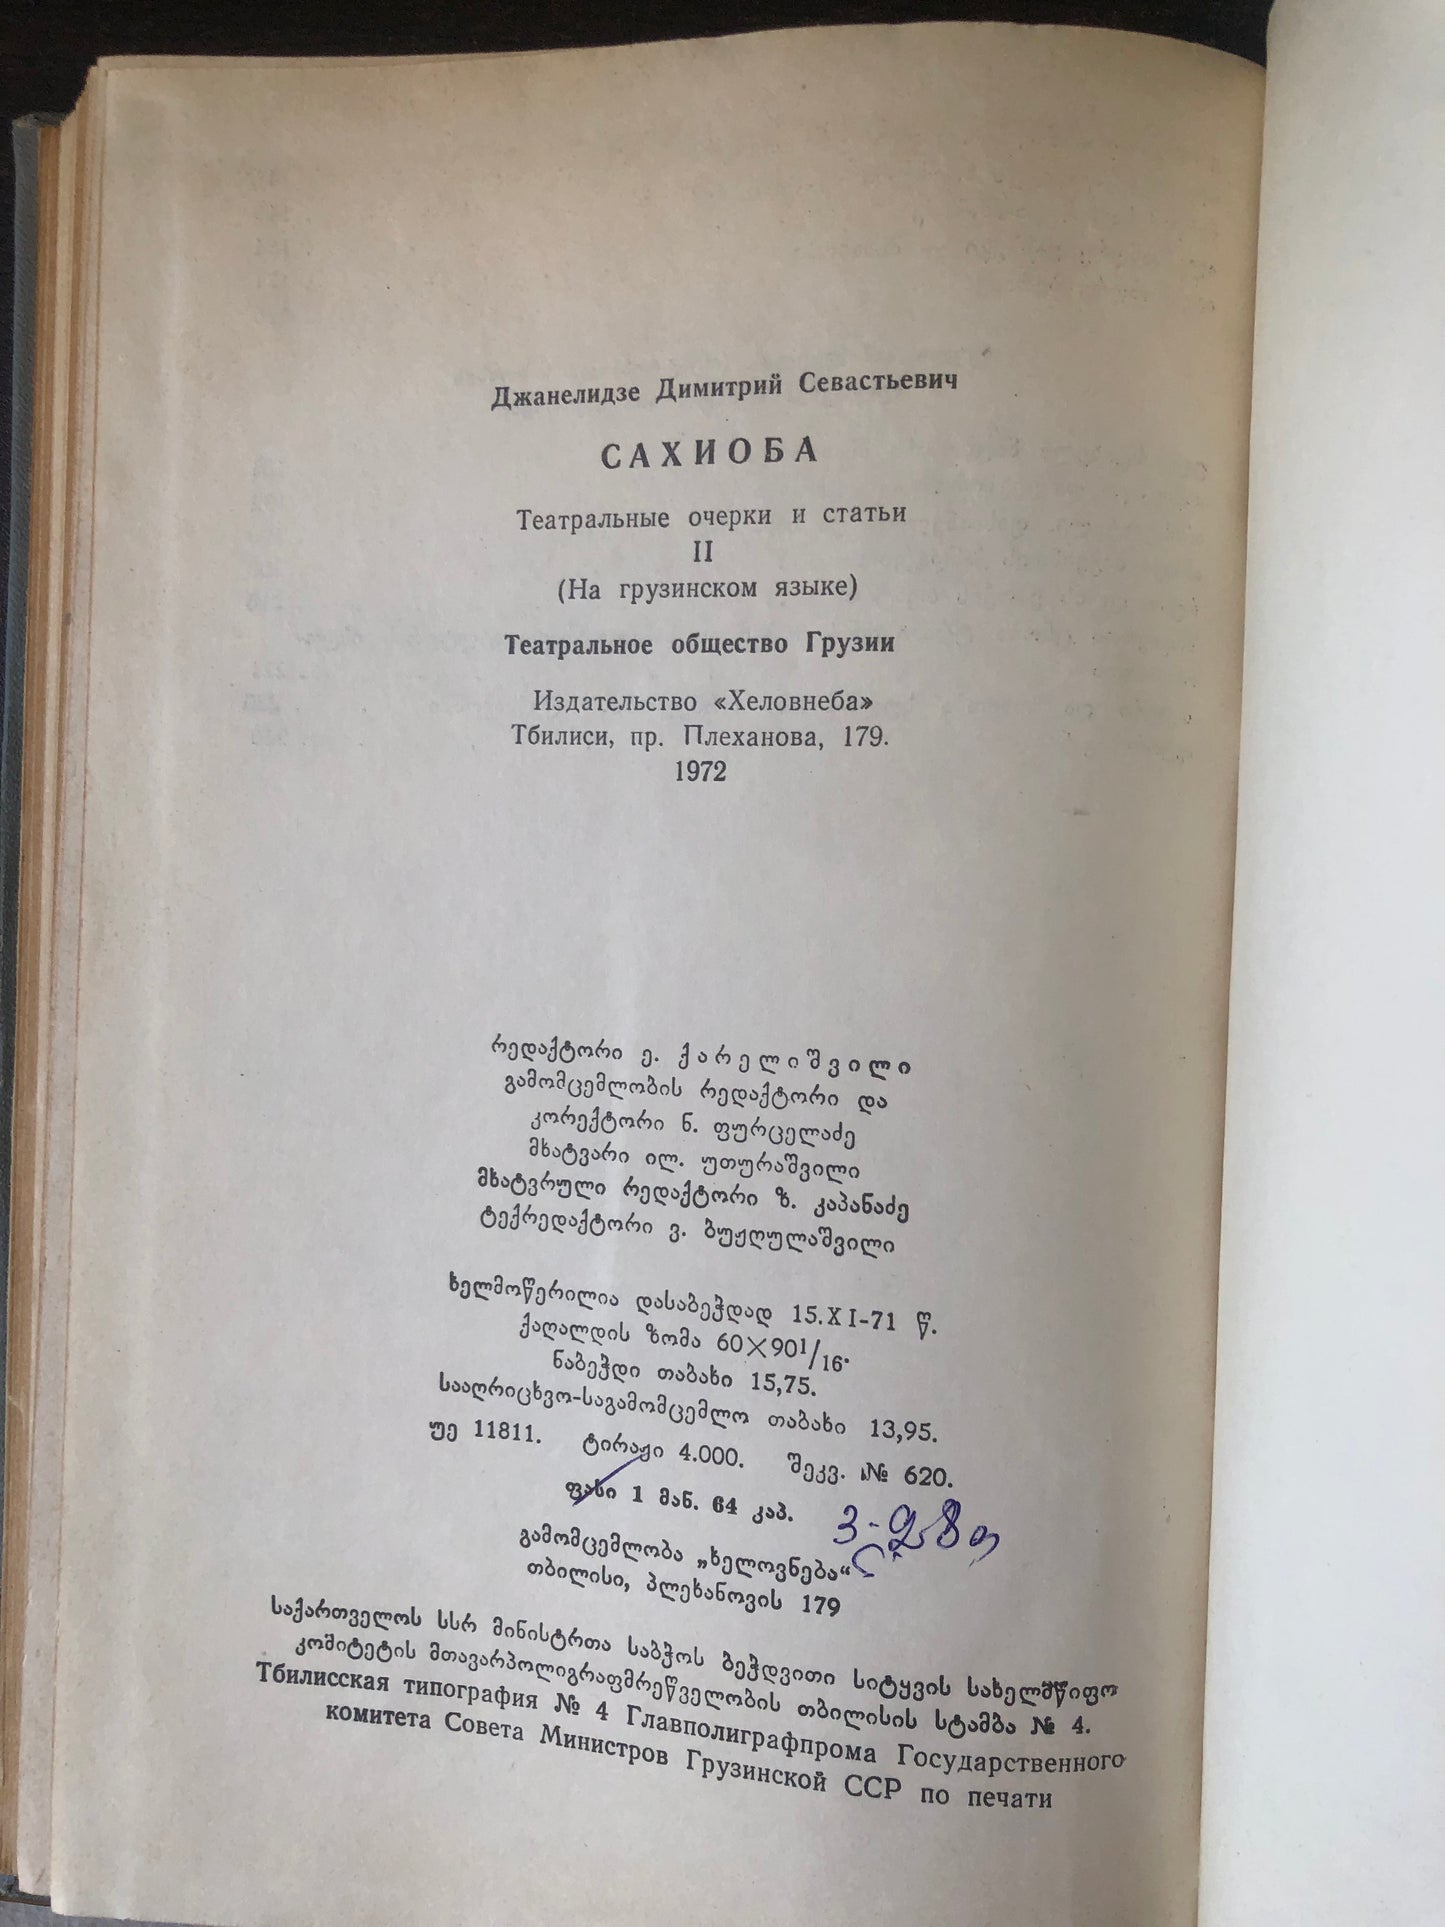 Джанелидзе Димитрий Севастьевич
САХИОБА
Театральные очерки и статьи
II
(На грузинском языке)
Театральное общество Грузии
Издательство «Хеловнеба»
Тбилиси, пр. Плеханова, 179.
1972
რედაქტორი ე. ქარელიშვილი
გამომცემლობის რედაქტორი და
კორექტორი ნ. ფურცელაძე
მხატვარი ილ. უთურაშვილი
მხატვრული რედაქტორი ზ. კაპანაძე
ტექრედაქტორი ვ. ბუჟღულაშვილი
ხელმოწერილია დასაბეჭდად 15.XI-71 წ.
ქაღალდის ზომა 60×90¹/₁₆.
ნაბეჭდი თაბახი 15,75.
სააღრიცხვო-საგამომცემლო თაბახი 13,95.
უე 11811. ტირაჟი 4.000. შეკვ. № 620.
ფასი 1 მან. 64 კაპ.
გამომცემლობა „ხელოვნება“
თბილისი, პლეხანოვის 179
საქართველოს სსრ მინისტრთა საბჭოს ბეჭდვითი სიტყვის სახელმწიფო
კომიტეტის მთავარპოლიგრაფმრეწველობის თბილისის სტამბა № 4.
Тбилисская типография № 4 Главполиграфпрома Государственного
комитета Совета Министров Грузинской ССР по печати